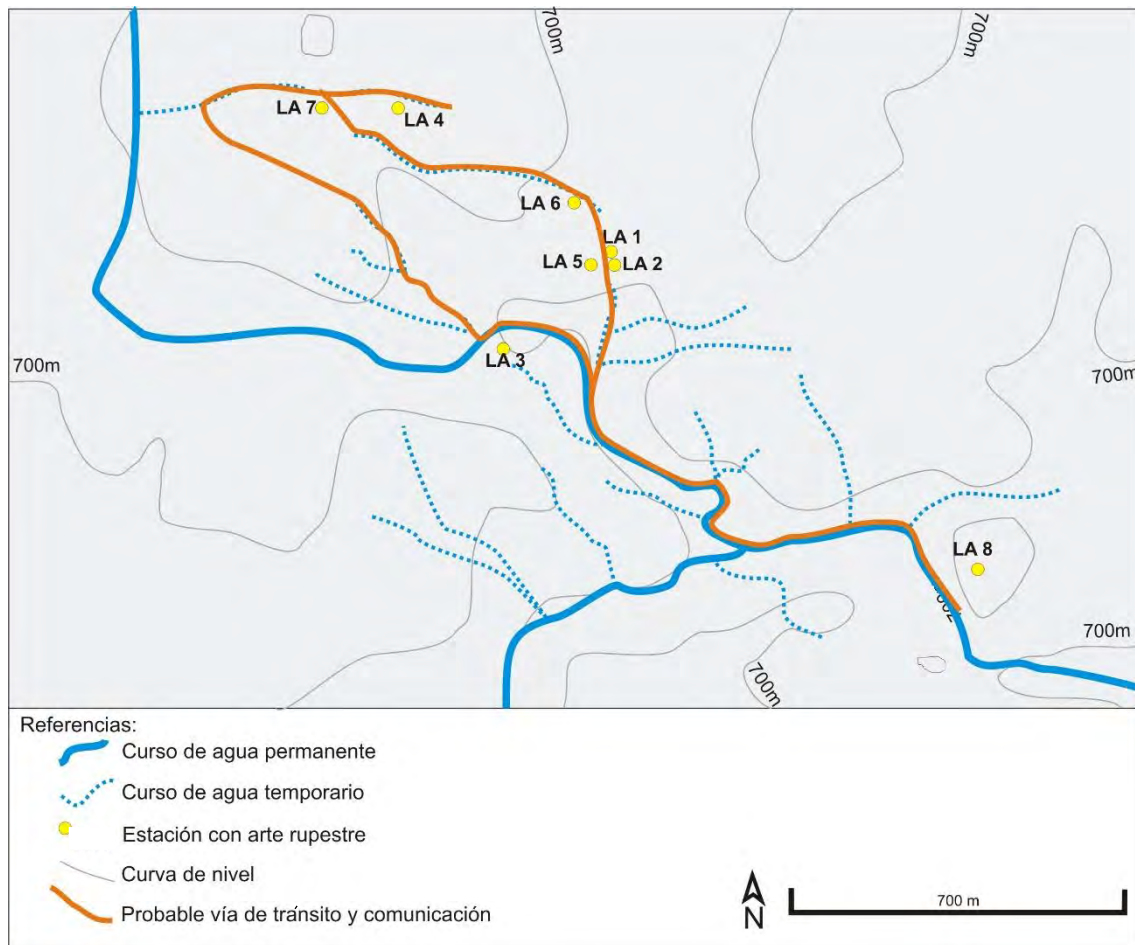 700m
700m
LA 7
LA 4
LA 6
LA 1
LA 5
LA 2
LA 3
700m
700m
LA 8
700m
700m
Referencias:
Curso de agua permanente
Curso de agua temporario
Estación con arte rupestre
Curva de nivel
Probable vía de tránsito y comunicación
N
700 m